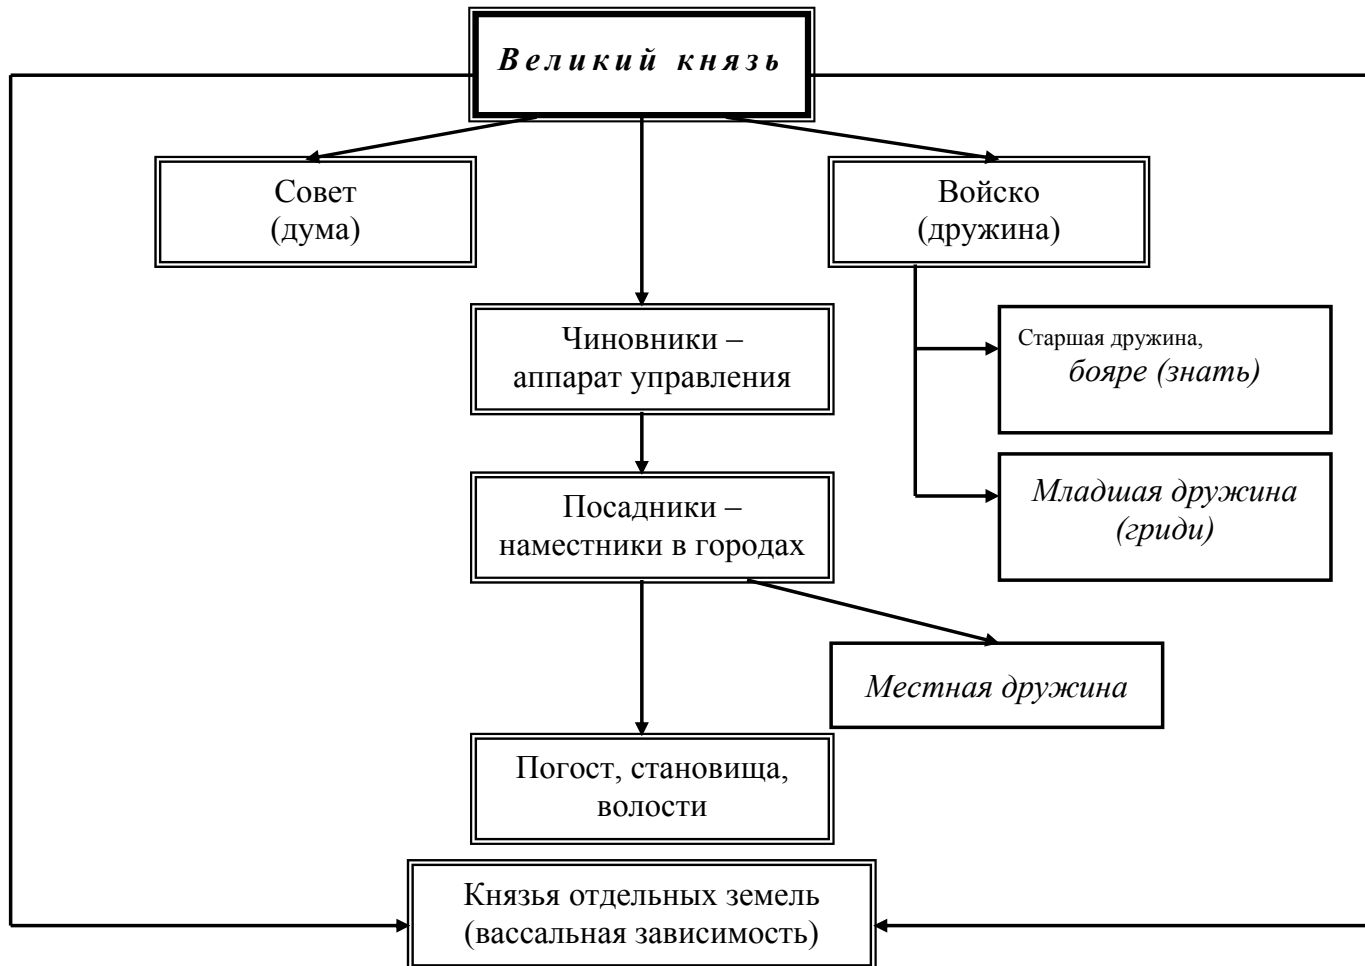 Великий князь
Совет
(дума)
Войско
(дружина)
Чиновники –
аппарат управления
Старшая дружина,
бояре (знать)
Младшая дружина
(гриди)
Посадники –
наместники в городах
Местная дружина
Погост, становища,
волости
Князья отдельных земель
(вассальная зависимость)